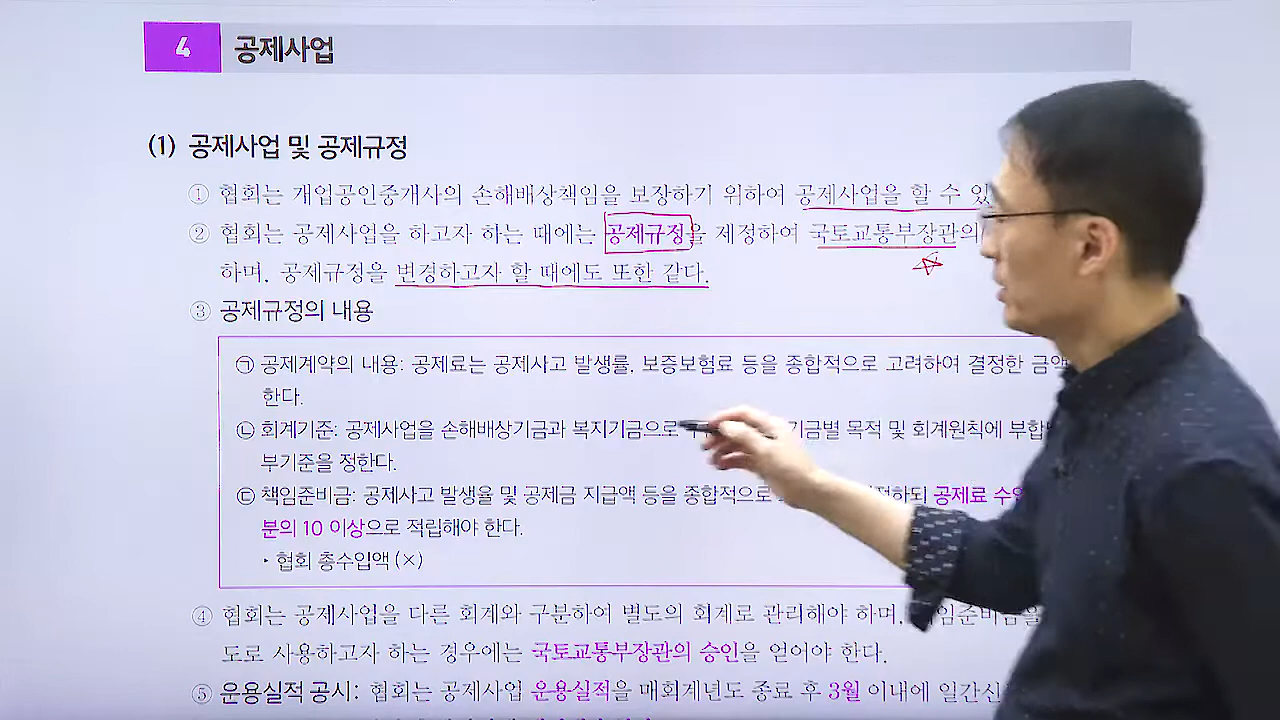 4 공제사업
(1) 공제사업 및 공제규정
① 협회는 개업공인중개사의 손해배상책임을 보장하기 위하여 공제사업을 할 수 있
② 협회는 공제사업을 하고자 하는 때에는 공제규정을 제정하여 국토교통부장관의
하며, 공제규정을 변경하고자 할 때에도 또한 같다.
③ 공제규정의 내용
㉠ 공제계약의 내용: 공제료는 공제사고 발생률, 보증보험료 등을 종합적으로 고려하여 결정한 금액
한다.
㉡ 회계기준: 공제사업을 손해배상기금과 복지기금으로 기금별 목적 및 회계원칙에 부합
부기준을 정한다.
㉢ 책임준비금: 공제사고 발생율 및 공제금 지급액 등을 종합적으로 공제료 수입
분의 10 이상으로 적립해야 한다.
‣ 협회 총수입액(×)
④ 협회는 공제사업을 다른 회계와 구분하여 별도의 회계로 관리해야 하며,
도로 사용하고자 하는 경우에는 국토교통부장관의 승인을 얻어야 한다.
⑤ 운용실적 공시: 협회는 공제사업 운용실적을 매회계년도 종료 후 3월 이내에 일간신